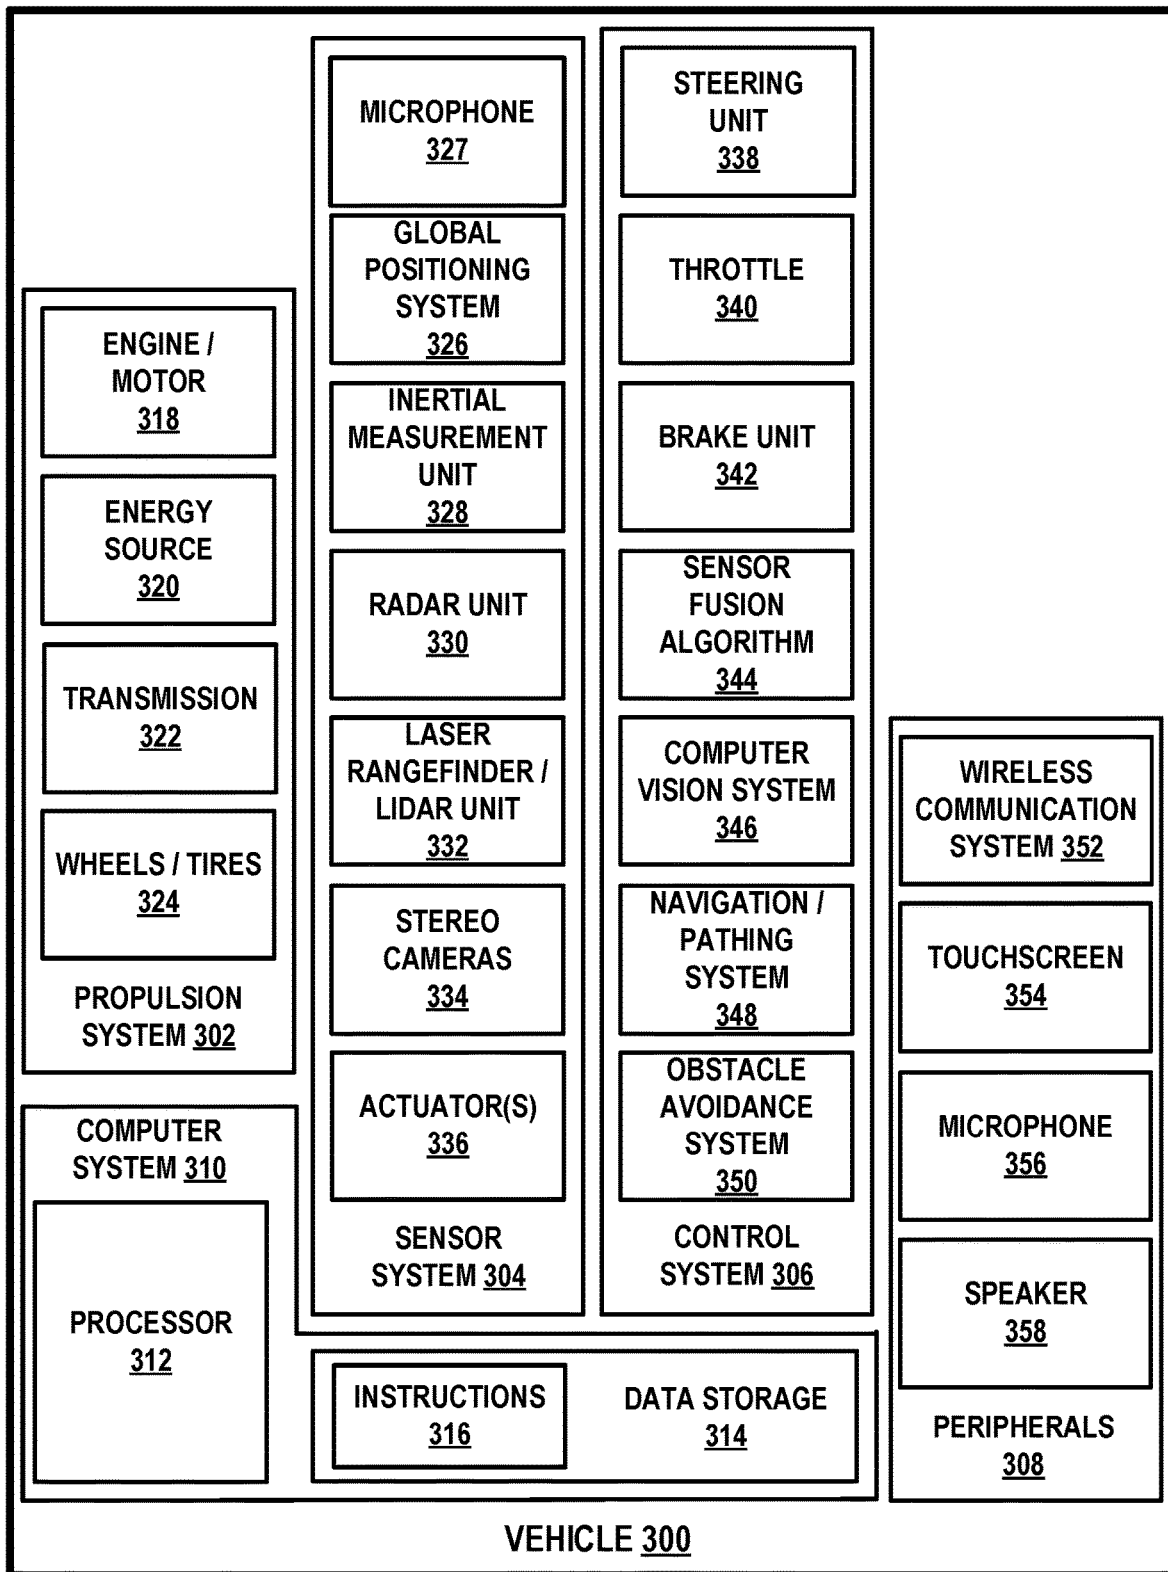 ENGINE /
MOTOR
318
ENERGY
SOURCE
320
TRANSMISSION
322
WHEELS / TIRES
324
PROPULSION
SYSTEM 302
MICROPHONE
327
GLOBAL
POSITIONING
SYSTEM
326
INERTIAL
MEASUREMENT
UNIT
328
RADAR UNIT
330
LASER
RANGEFINDER /
LIDAR UNIT
332
STEREO
CAMERAS
334
ACTUATOR(S)
336
SENSOR
SYSTEM 304
STEERING
UNIT
338
THROTTLE
340
BRAKE UNIT
342
SENSOR
FUSION
ALGORITHM
344
COMPUTER
VISION SYSTEM
346
NAVIGATION /
PATHING
SYSTEM
348
OBSTACLE
AVOIDANCE
SYSTEM
350
CONTROL
SYSTEM 306
WIRELESS
COMMUNICATION
SYSTEM 352
TOUCHSCREEN
354
MICROPHONE
356
SPEAKER
358
PERIPHERALS
308
COMPUTER
SYSTEM 310
PROCESSOR
312
INSTRUCTIONS
316
DATA STORAGE
314
VEHICLE 300